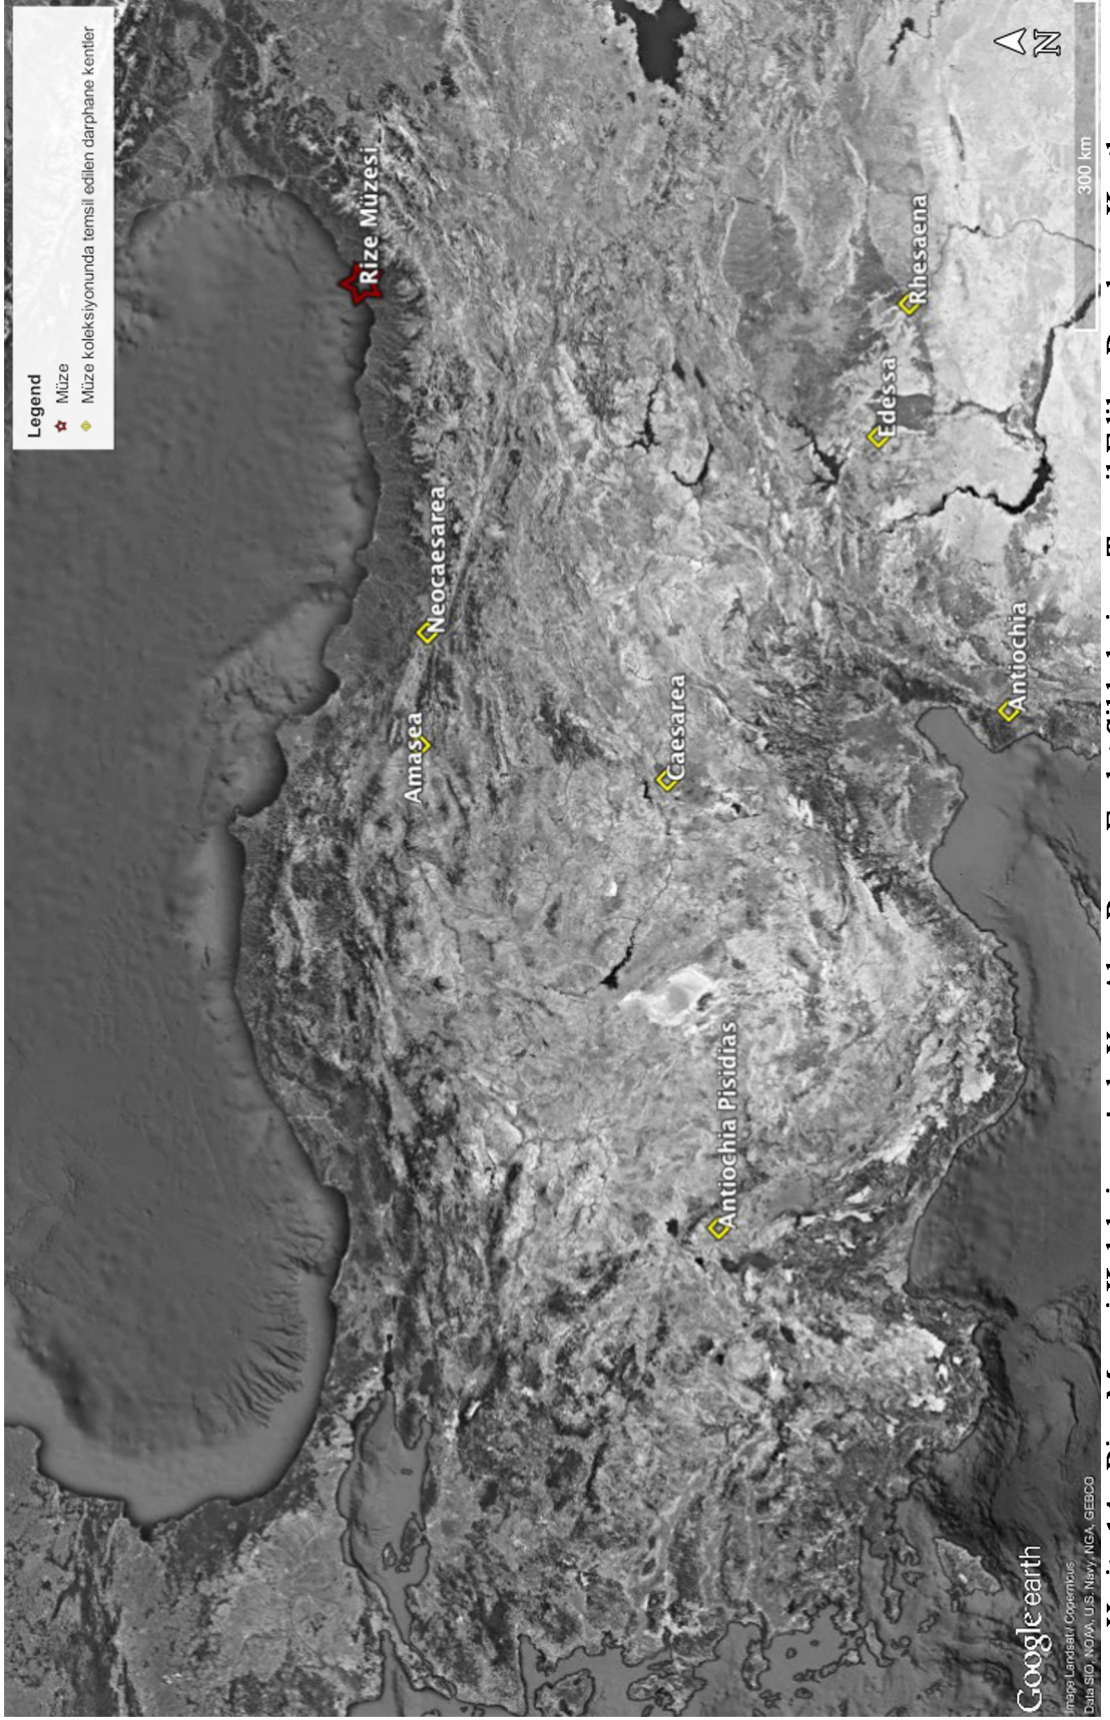 Legend
Müze
Müze koleksiyonunda temsil edilen darphane kentler
Rize Müzesi
Neocaesarea
Amasea
Caesarea
Rhesaena
Edessa
Antiochia
Antiochia Pisidias
N
300 km
Google earth
Image Landsat / Copernicus
Data SIO, NOAA, U.S. Navy, NGA, GEBCO